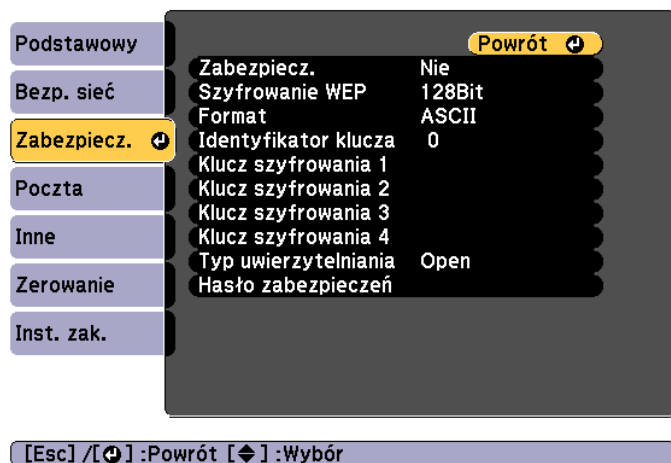 Podstawowy
Bezp. sieć
Zabezpiecz.
Poczta
Inne
Zerowanie
Inst. zak.
Powrót
Zabezpiecz. Nie
Szyfrowanie WEP 128Bit
Format ASCII
Identyfikator klucza 0
Klucz szyfrowania 1
Klucz szyfrowania 2
Klucz szyfrowania 3
Klucz szyfrowania 4
Typ uwierzytelniania Open
Hasło zabezpieczeń
[Esc] /[⏎] :Powrót [◆] :Wybór